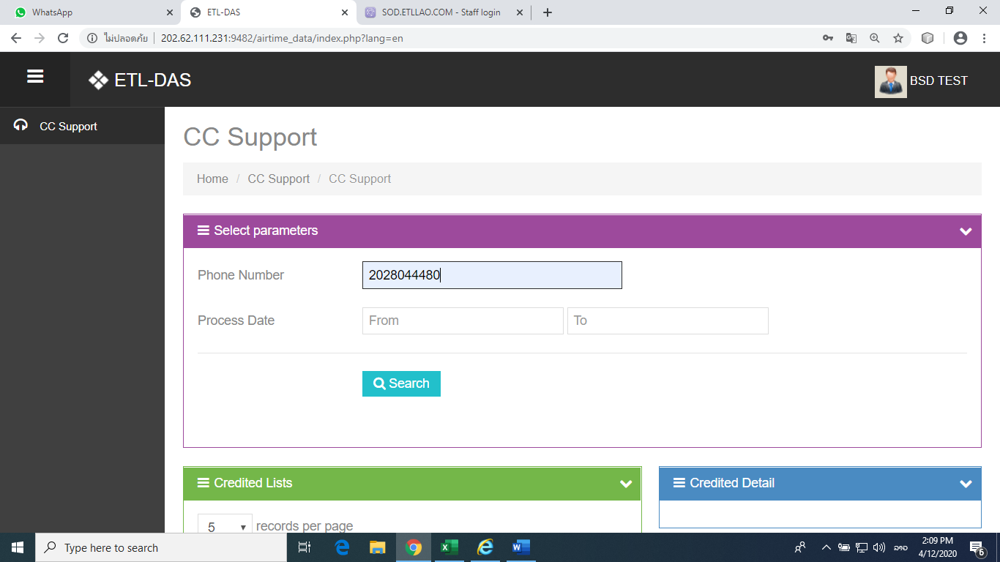 WhatsApp
ETL-DAS
SOD.ETLLAO.COM - Staff login
ไม่ปลอดภัย
202.62.111.231:9482/airtime_data/index.php?lang=en
ETL-DAS
BSD TEST
CC Support
CC Support
Home / CC Support / CC Support
Select parameters
Phone Number
2028044480
Process Date
From
To
Search
Credited Lists
Credited Detail
5 records per page
Type here to search
ລາວ
2:09 PM
4/12/2020
6